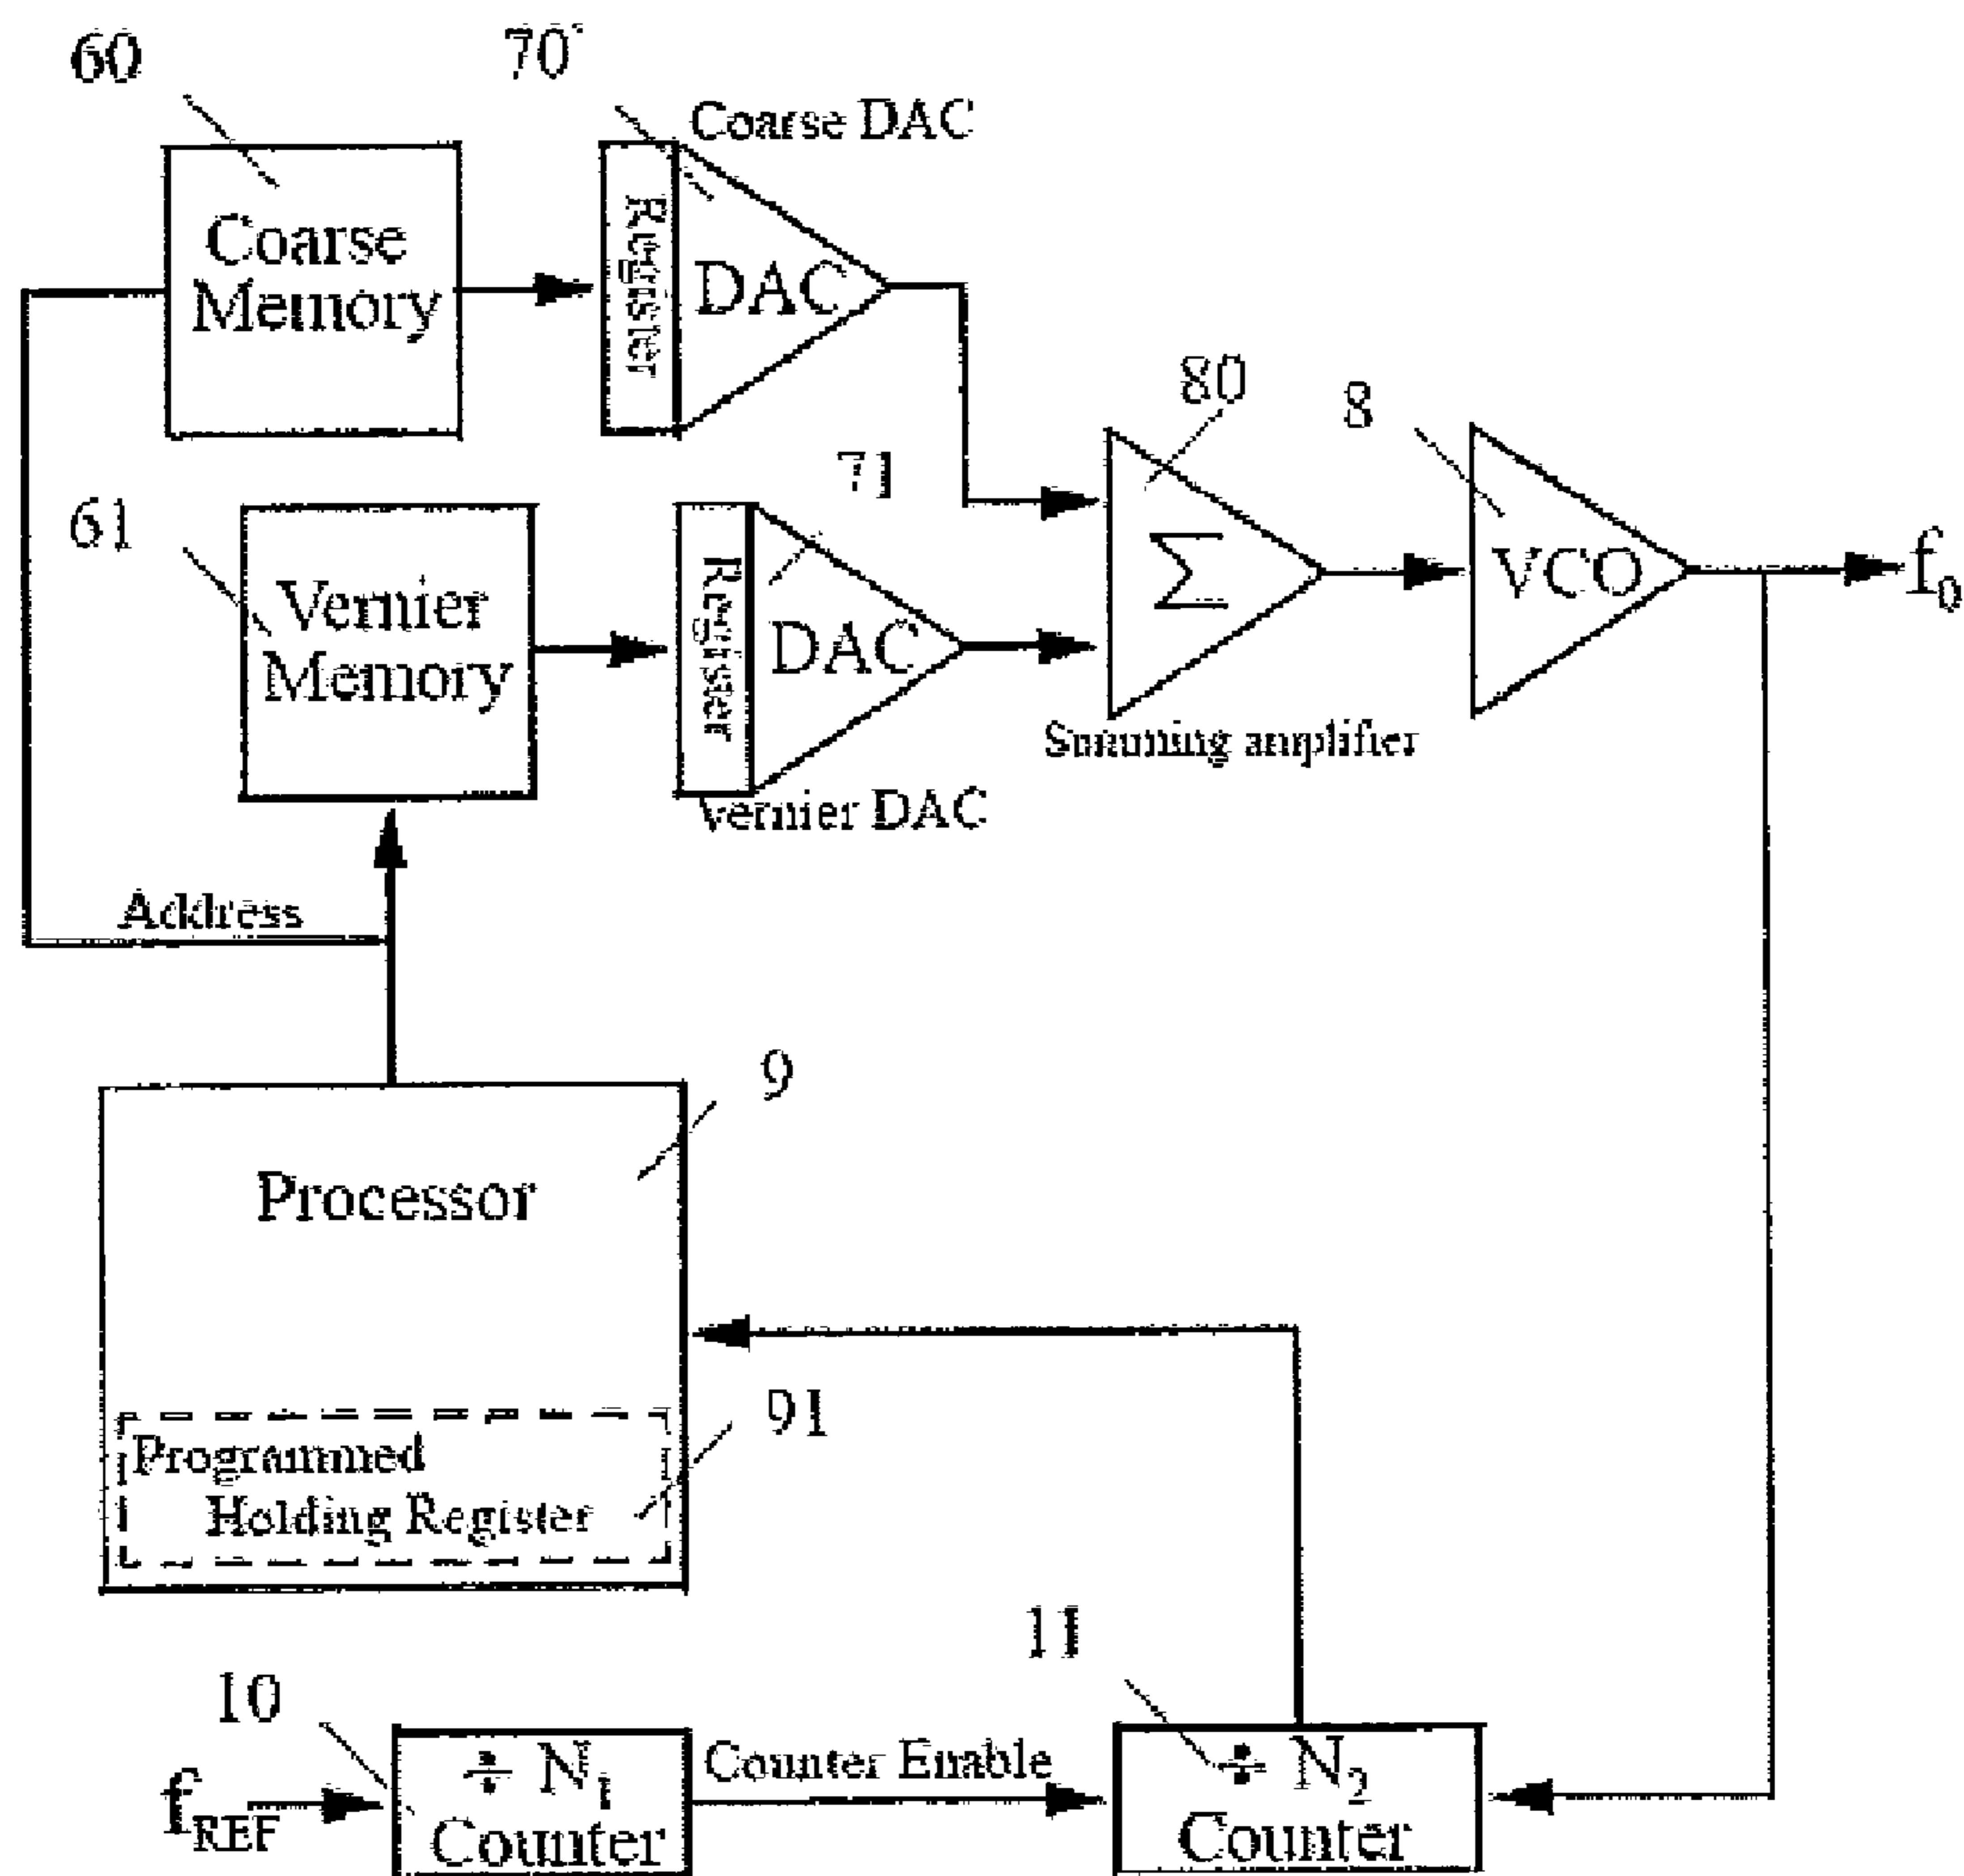 60
70
Coarse DAC
Coarse
Memory
Register
DAC
80
8
71
61
Vernier
Memory
Register
DAC
Σ
VCO
f0
Summing amplifier
Vernier DAC
Address
9
Processor
91
Programmed
Holding Register
11
10
fREF
÷ N1
Counter
Counter Enable
÷ N2
Counter